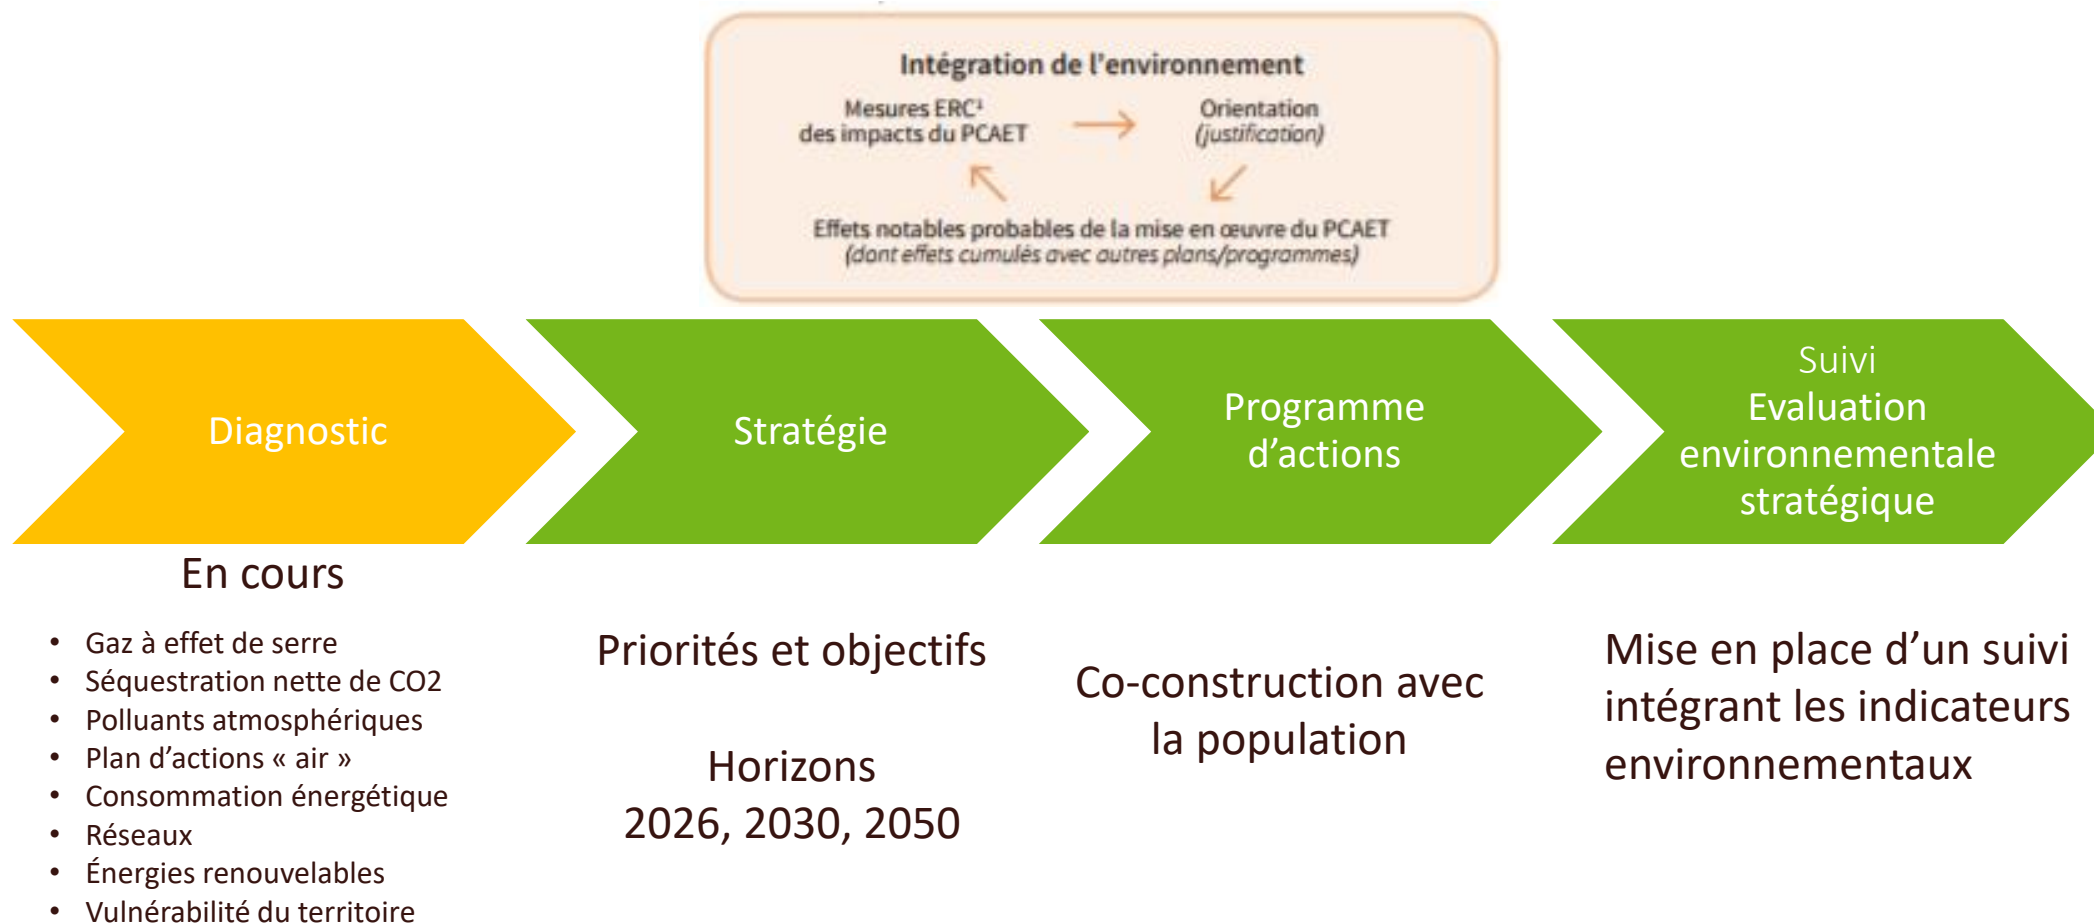 Intégration de l'environnement
Mesures ERC¹
des impacts du PCAET
Orientation
(justification)
Effets notables probables de la mise en œuvre du PCAET
(dont effets cumulés avec autres plans/programmes)
Diagnostic
Stratégie
Programme
d’actions
Suivi
Evaluation
environnementale
stratégique
En cours
• Gaz à effet de serre
• Séquestration nette de CO2
• Polluants atmosphériques
• Plan d’actions « air »
• Consommation énergétique
• Réseaux
• Énergies renouvelables
• Vulnérabilité du territoire
Priorités et objectifs
Horizons
2026, 2030, 2050
Co-construction avec
la population
Mise en place d’un suivi
intégrant les indicateurs
environnementaux